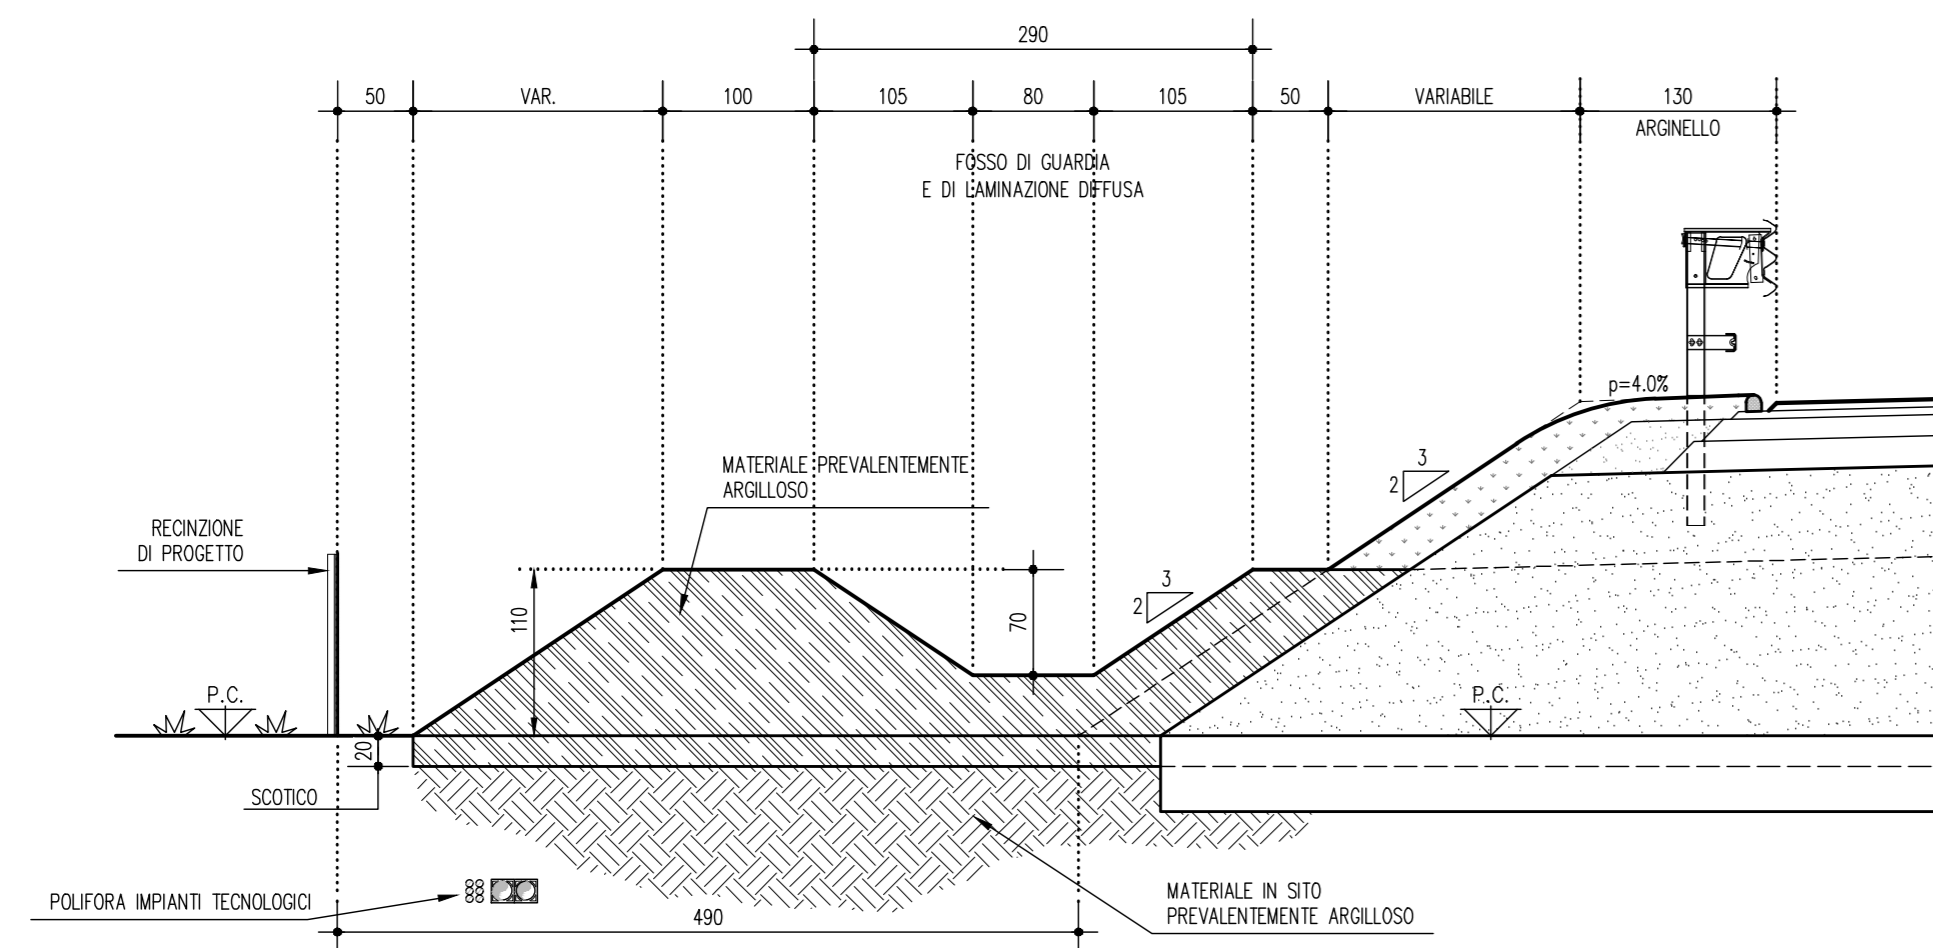 290
50
VAR.
100
105
80
105
50
VARIABILE
130
ARGINELLO
FOSSO DI GUARDIA
E DI LAMINAZIONE DIFFUSA
p=4.0%
3
2
MATERIALE PREVALENTEMENTE
ARGILLOSO
RECINZIONE
DI PROGETTO
3
2
110
70
P.C.
P.C.
20
SCOTICO
POLIFORA IMPIANTI TECNOLOGICI
490
MATERIALE IN SITO
PREVALENTEMENTE ARGILLOSO